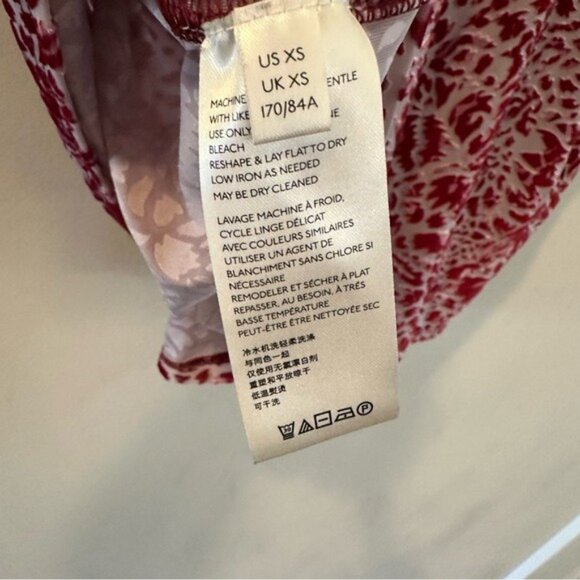 US XS
UK XS
170/84A
MACHINE ENTLE
WITH LIKE
USE ONLY NE
BLEACH
RESHAPE & LAY FLAT TO DRY
LOW IRON AS NEEDED
MAY BE DRY CLEANED
LAVAGE MACHINE À FROID,
CYCLE LINGE DÉLICAT
AVEC COULEURS SIMILAIRES
UTILISER UN AGENT DE
BLANCHIMENT SANS CHLORE SI
NÉCESSAIRE
REMODELER ET SÉCHER À PLAT
REPASSER, AU BESOIN, À TRÈS
BASSE TEMPÉRATURE
PEUT-ÊTRE ÊTRE NETTOYÉE SEC
冷水机洗轻柔洗涤
与同色一起
仅使用无氯漂白剂
重塑和平放晾干
低温熨烫
可干洗
30 P